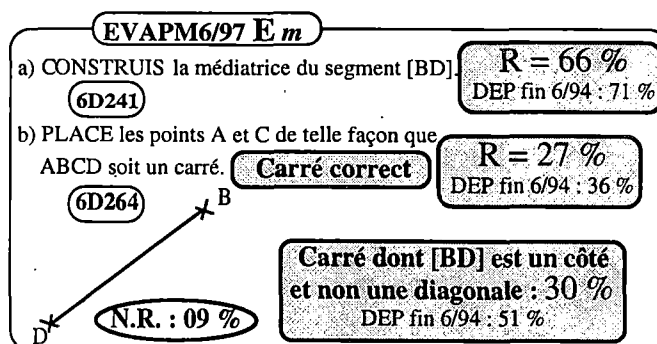 EVAPM6/97 E m
a) CONSTRUIS la médiatrice du segment [BD].
6D241
R = 66 %
DEP fin 6/94 : 71 %
b) PLACE les points A et C de telle façon que
ABCD soit un carré.
Carré correct
6D264
R = 27 %
DEP fin 6/94 : 36 %
B
D
N.R. : 09 %
Carré dont [BD] est un côté
et non une diagonale : 30 %
DEP fin 6/94 : 51 %